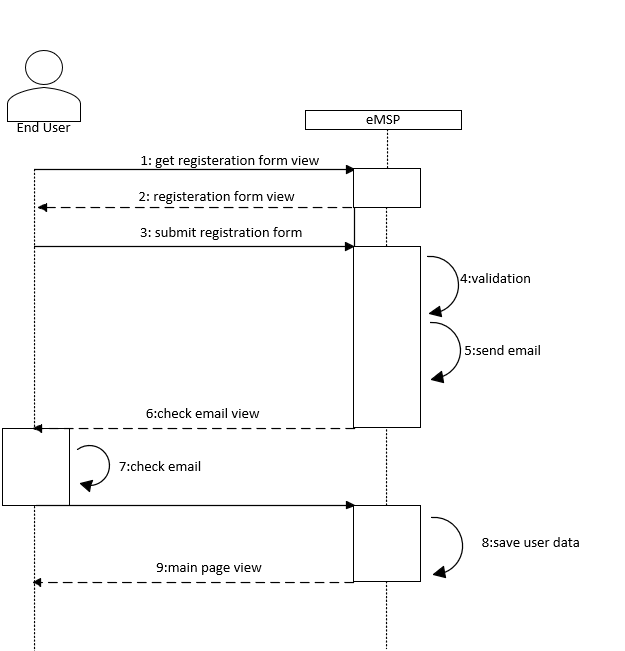 End User
eMSP
1: get registeration form view
2: registeration form view
3: submit registration form
4:validation
5:send email
6:check email view
7:check email
8:save user data
9:main page view